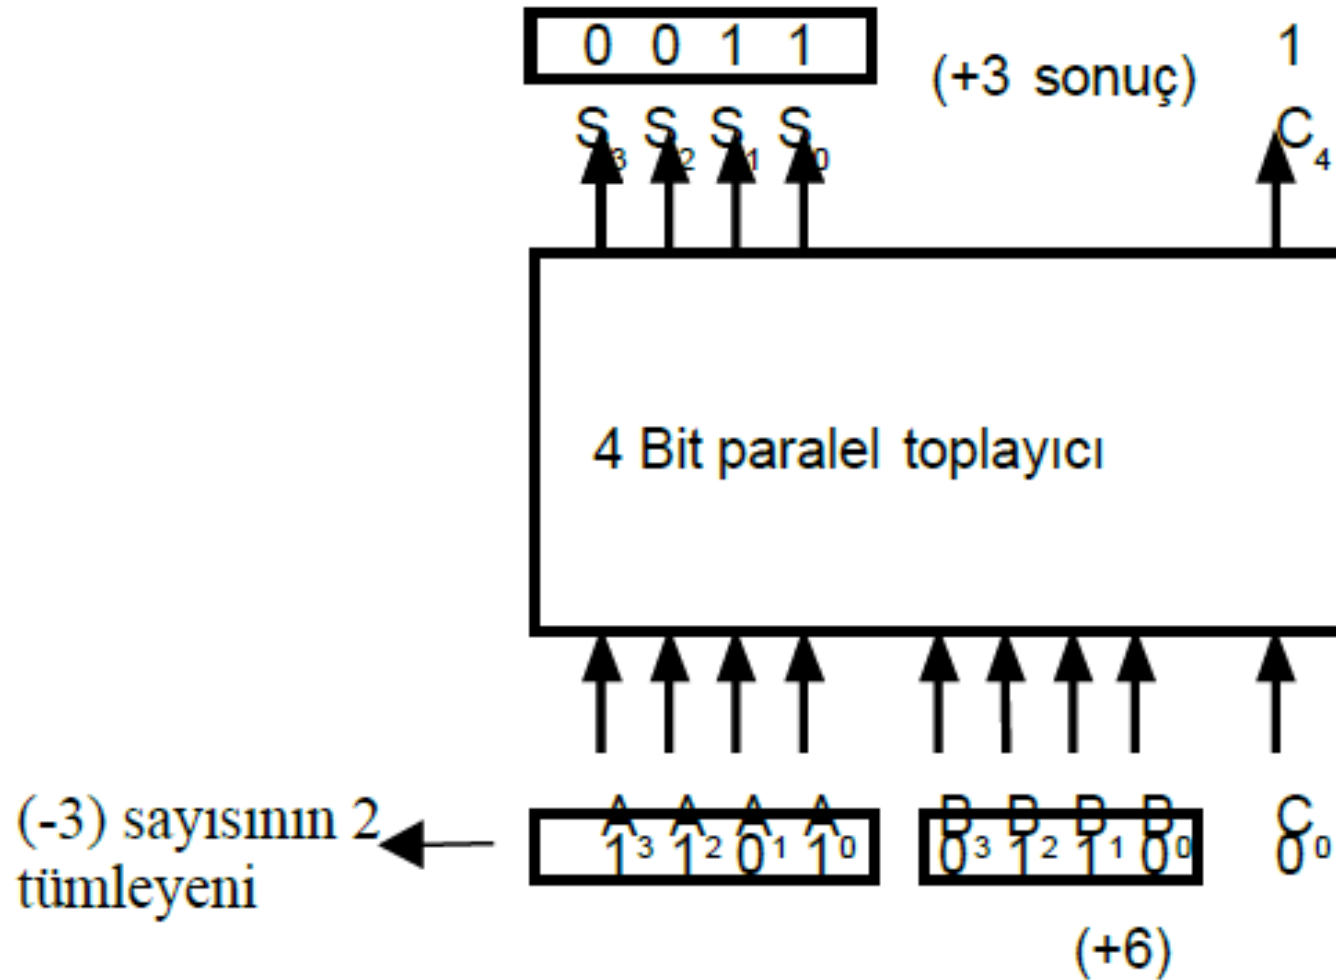 0 0 1 1 (+3 sonuç) 1
S3 S2 S1 S0 C4
4 Bit paralel toplayıcı
(-3) sayısının 2 tümleyeni
A3 A2 A1 A0 B3 B2 B1 B0 C0
1 1 0 1 0 1 1 0 0
(+6)